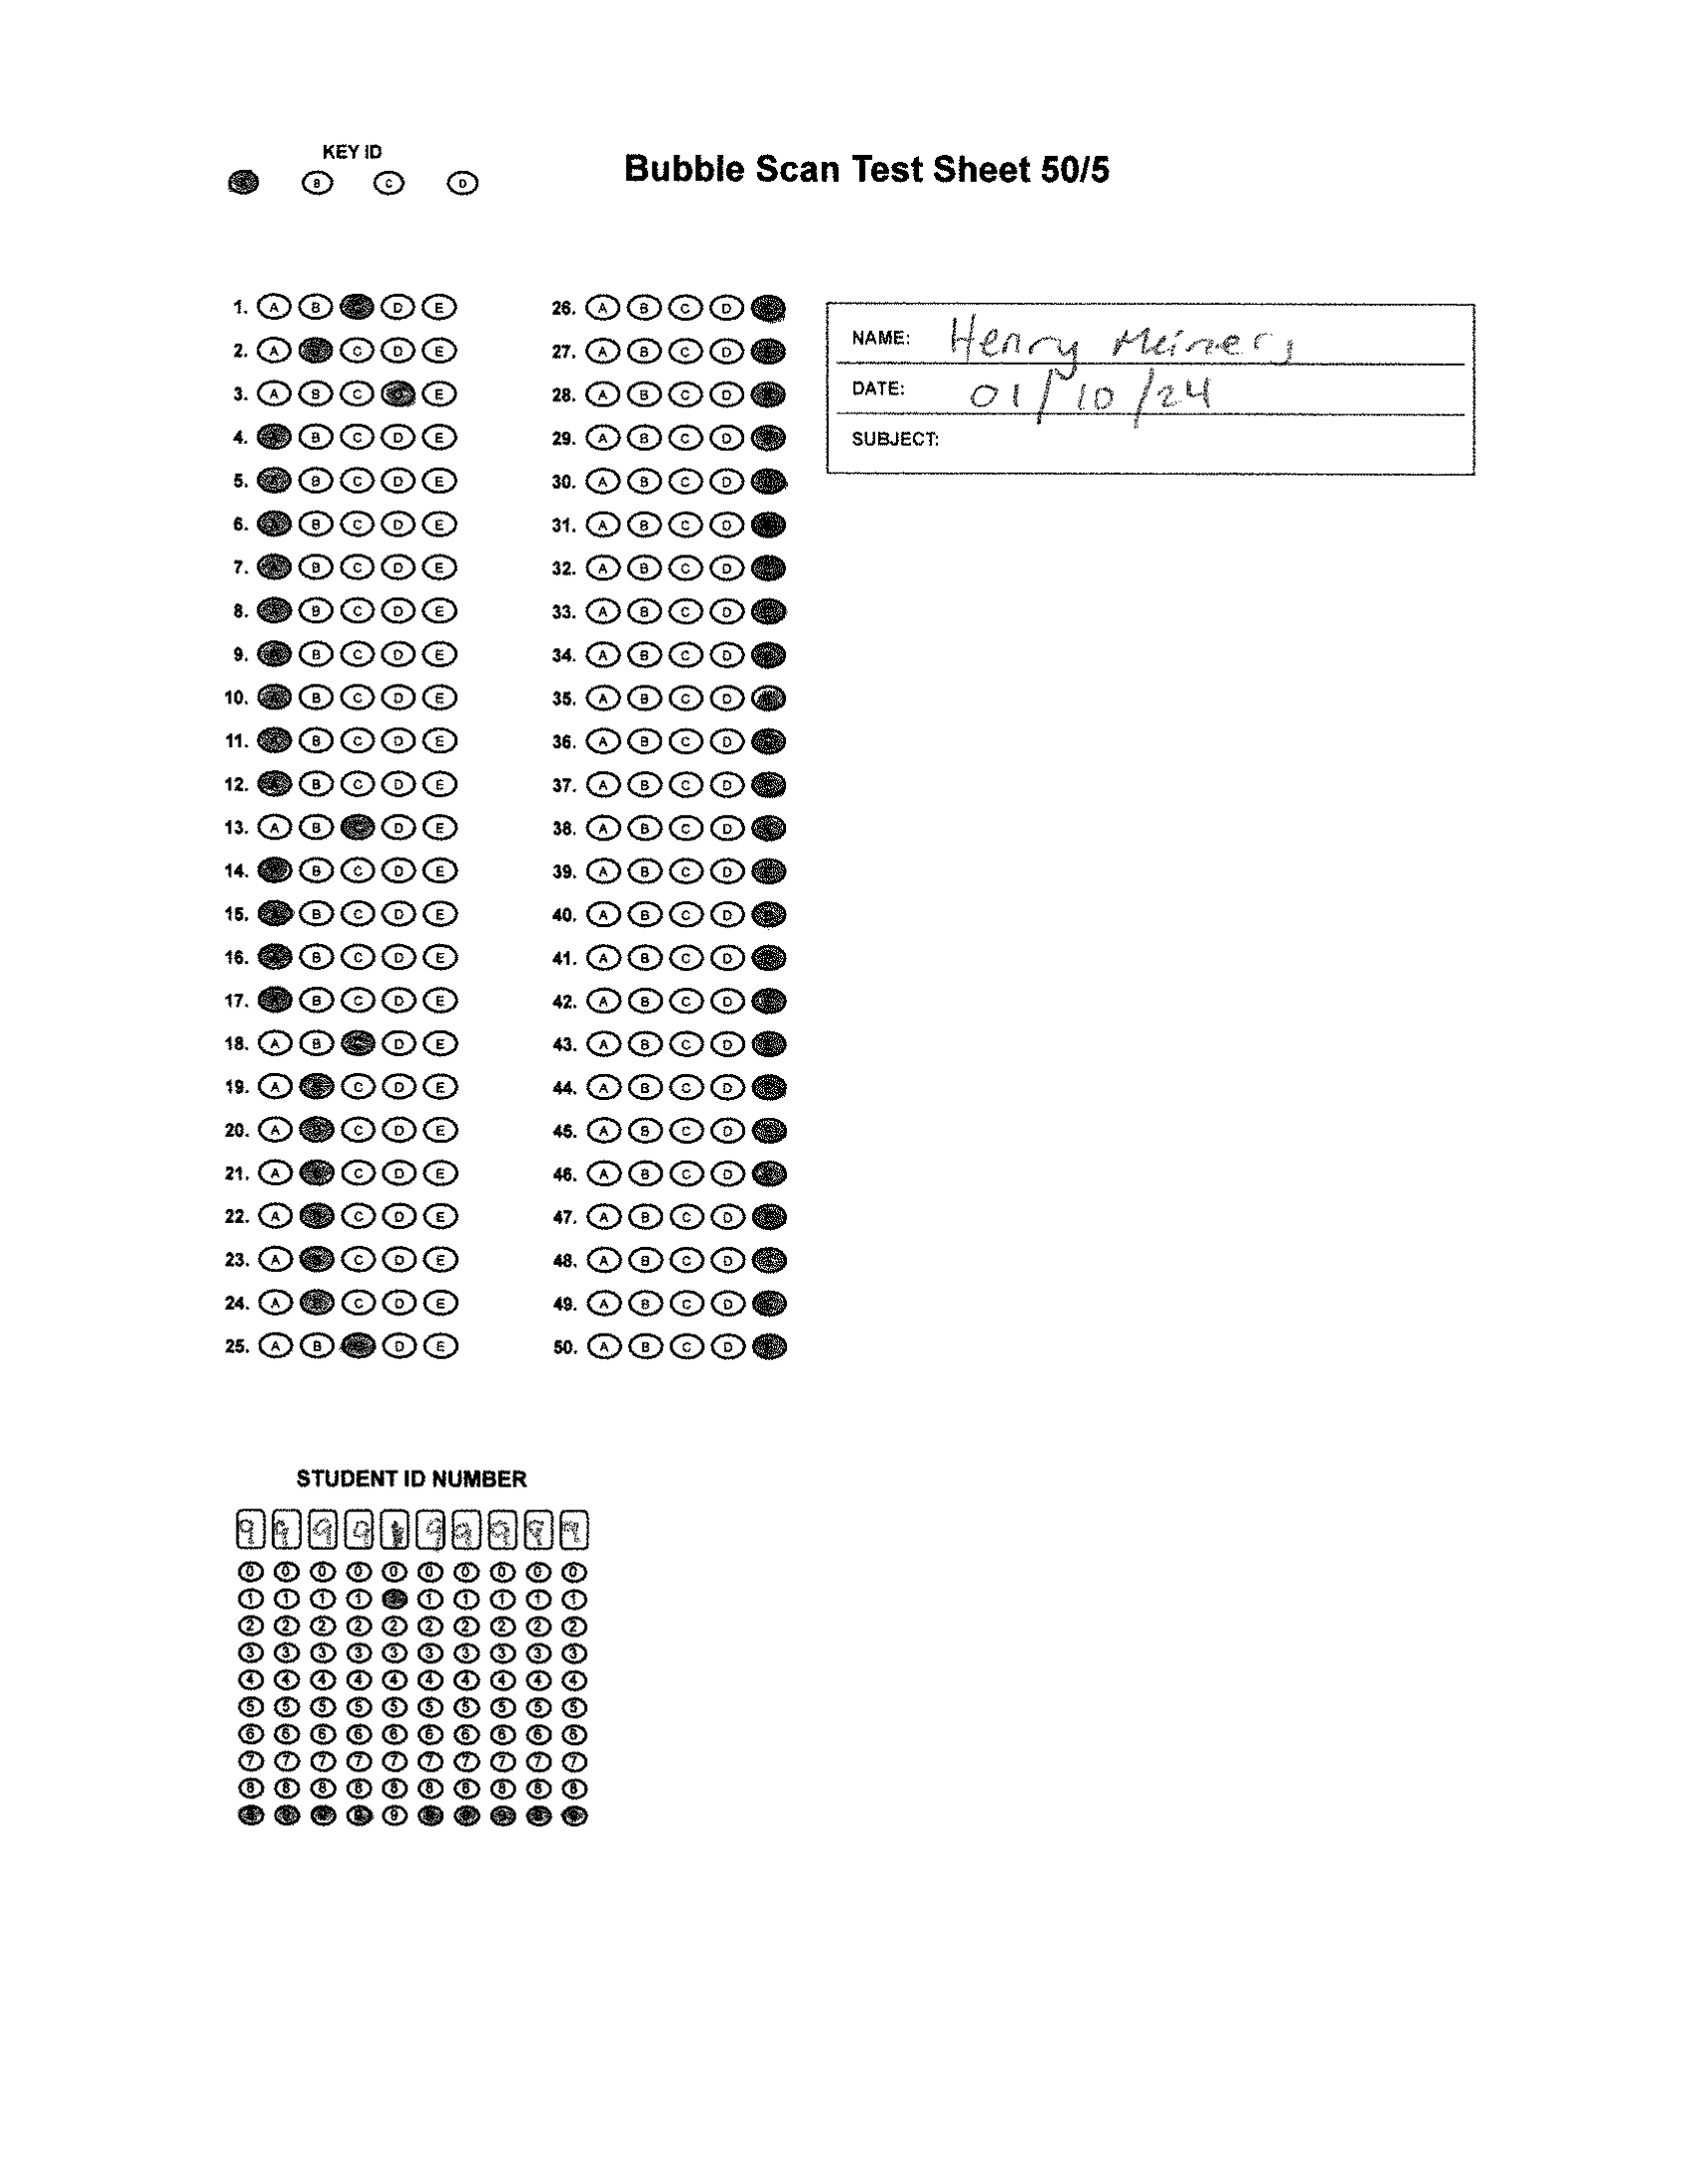 KEY ID
A B C D
Bubble Scan Test Sheet 50/5
NAME: Henry
DATE: 01/10/24
SUBJECT:
1. A B D E
2. A C D E
3. A B C E
4. B C D E
5. B C D E
6. A B C D E
7. A B C D E
8. A B C D E
9. B C D E
10. A B C D E
11. B C D E
12. B C D E
13. A B D E
14. B C D E
15. B C D E
16. B C D E
17. B C D E
18. A B D E
19. A C D E
20. A C D E
21. A C D E
22. A C D E
23. A C D E
24. A C D E
25. A B D E
26. A B C D
27. A B C D
28. A B C D
29. A B C D
30. A B C D
31. A B C D
32. A B C D
33. A B C D
34. A B C D
35. A B C D
36. A B C D
37. A B C D
38. A B C D
39. A B C D
40. A B C D
41. A B C D
42. A B C D
43. A B C D
44. A B C D
45. A B C D
46. A B C D
47. A B C D
48. A B C D
49. A B C D
50. A B C D
STUDENT ID NUMBER
9 9 9 9 1 9 9 9 9 9
0 0 0 0 0 0 0 0 0 0
1 1 1 1 1 1 1 1 1
2 2 2 2 2 2 2 2 2 2
3 3 3 3 3 3 3 3 3 3
4 4 4 4 4 4 4 4 4 4
5 5 5 5 5 5 5 5 5 5
6 6 6 6 6 6 6 6 6 6
7 7 7 7 7 7 7 7 7 7
8 8 8 8 8 8 8 8 8 8
9